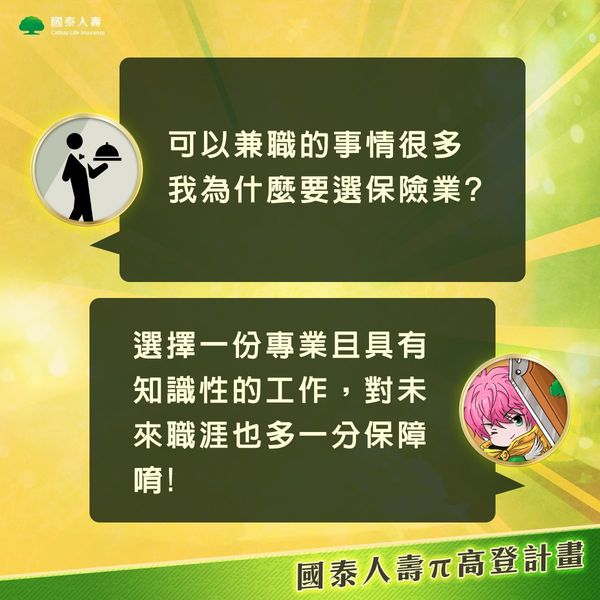 國泰人壽
Cathay Life Insurance
可以兼職的事情很多
我為什麼要選保險業?
選擇一份專業且具有
知識性的工作，對未
來職涯也多一分保障
唷!
國泰人壽π高登計畫